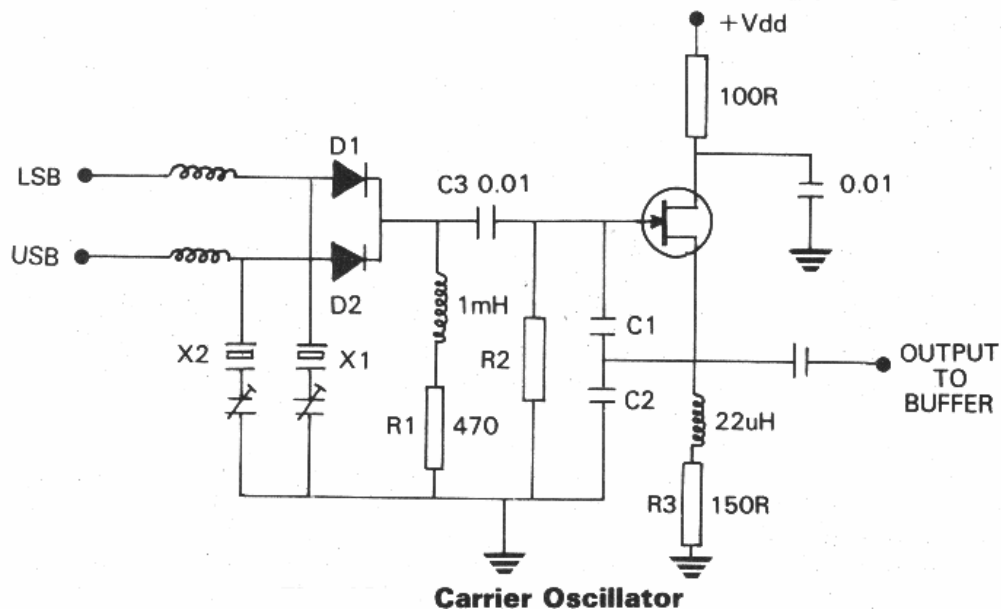 +Vdd
100R
D1
LSB
C3 0.01
0.01
USB
D2
1mH
X2
X1
R2
C1
OUTPUT
TO
BUFFER
C2
R1 470
22uH
R3 150R
Carrier Oscillator